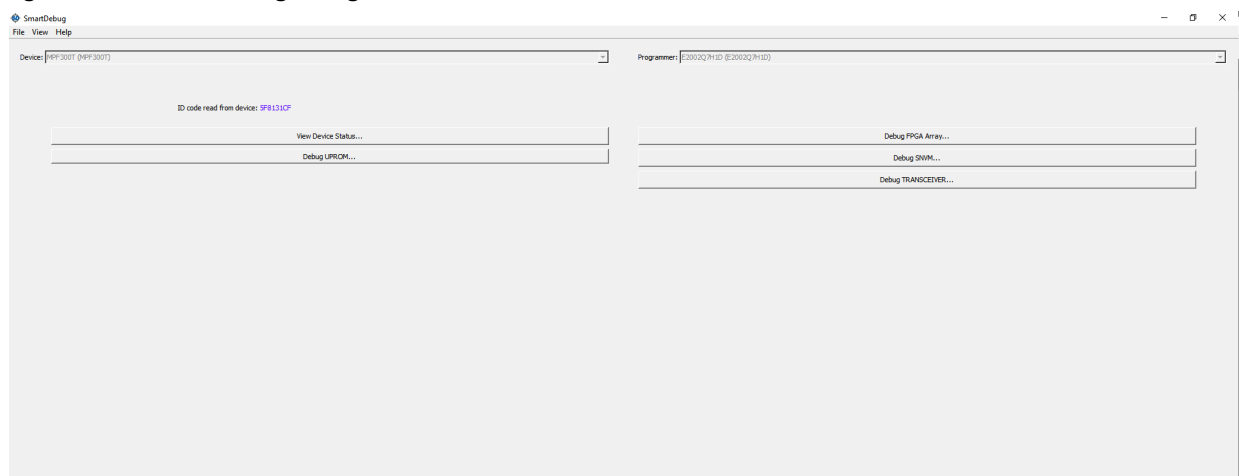 SmartDebug
File View Help
Device: MPF300T (MPF300T) Programmer: E2002Q7H1D (E2002Q7H1D)
ID code read from device: 5F8131CF
View Device Status... Debug FPGA Array...
Debug UPROM... Debug SNVM...
Debug TRANSCEIVER...